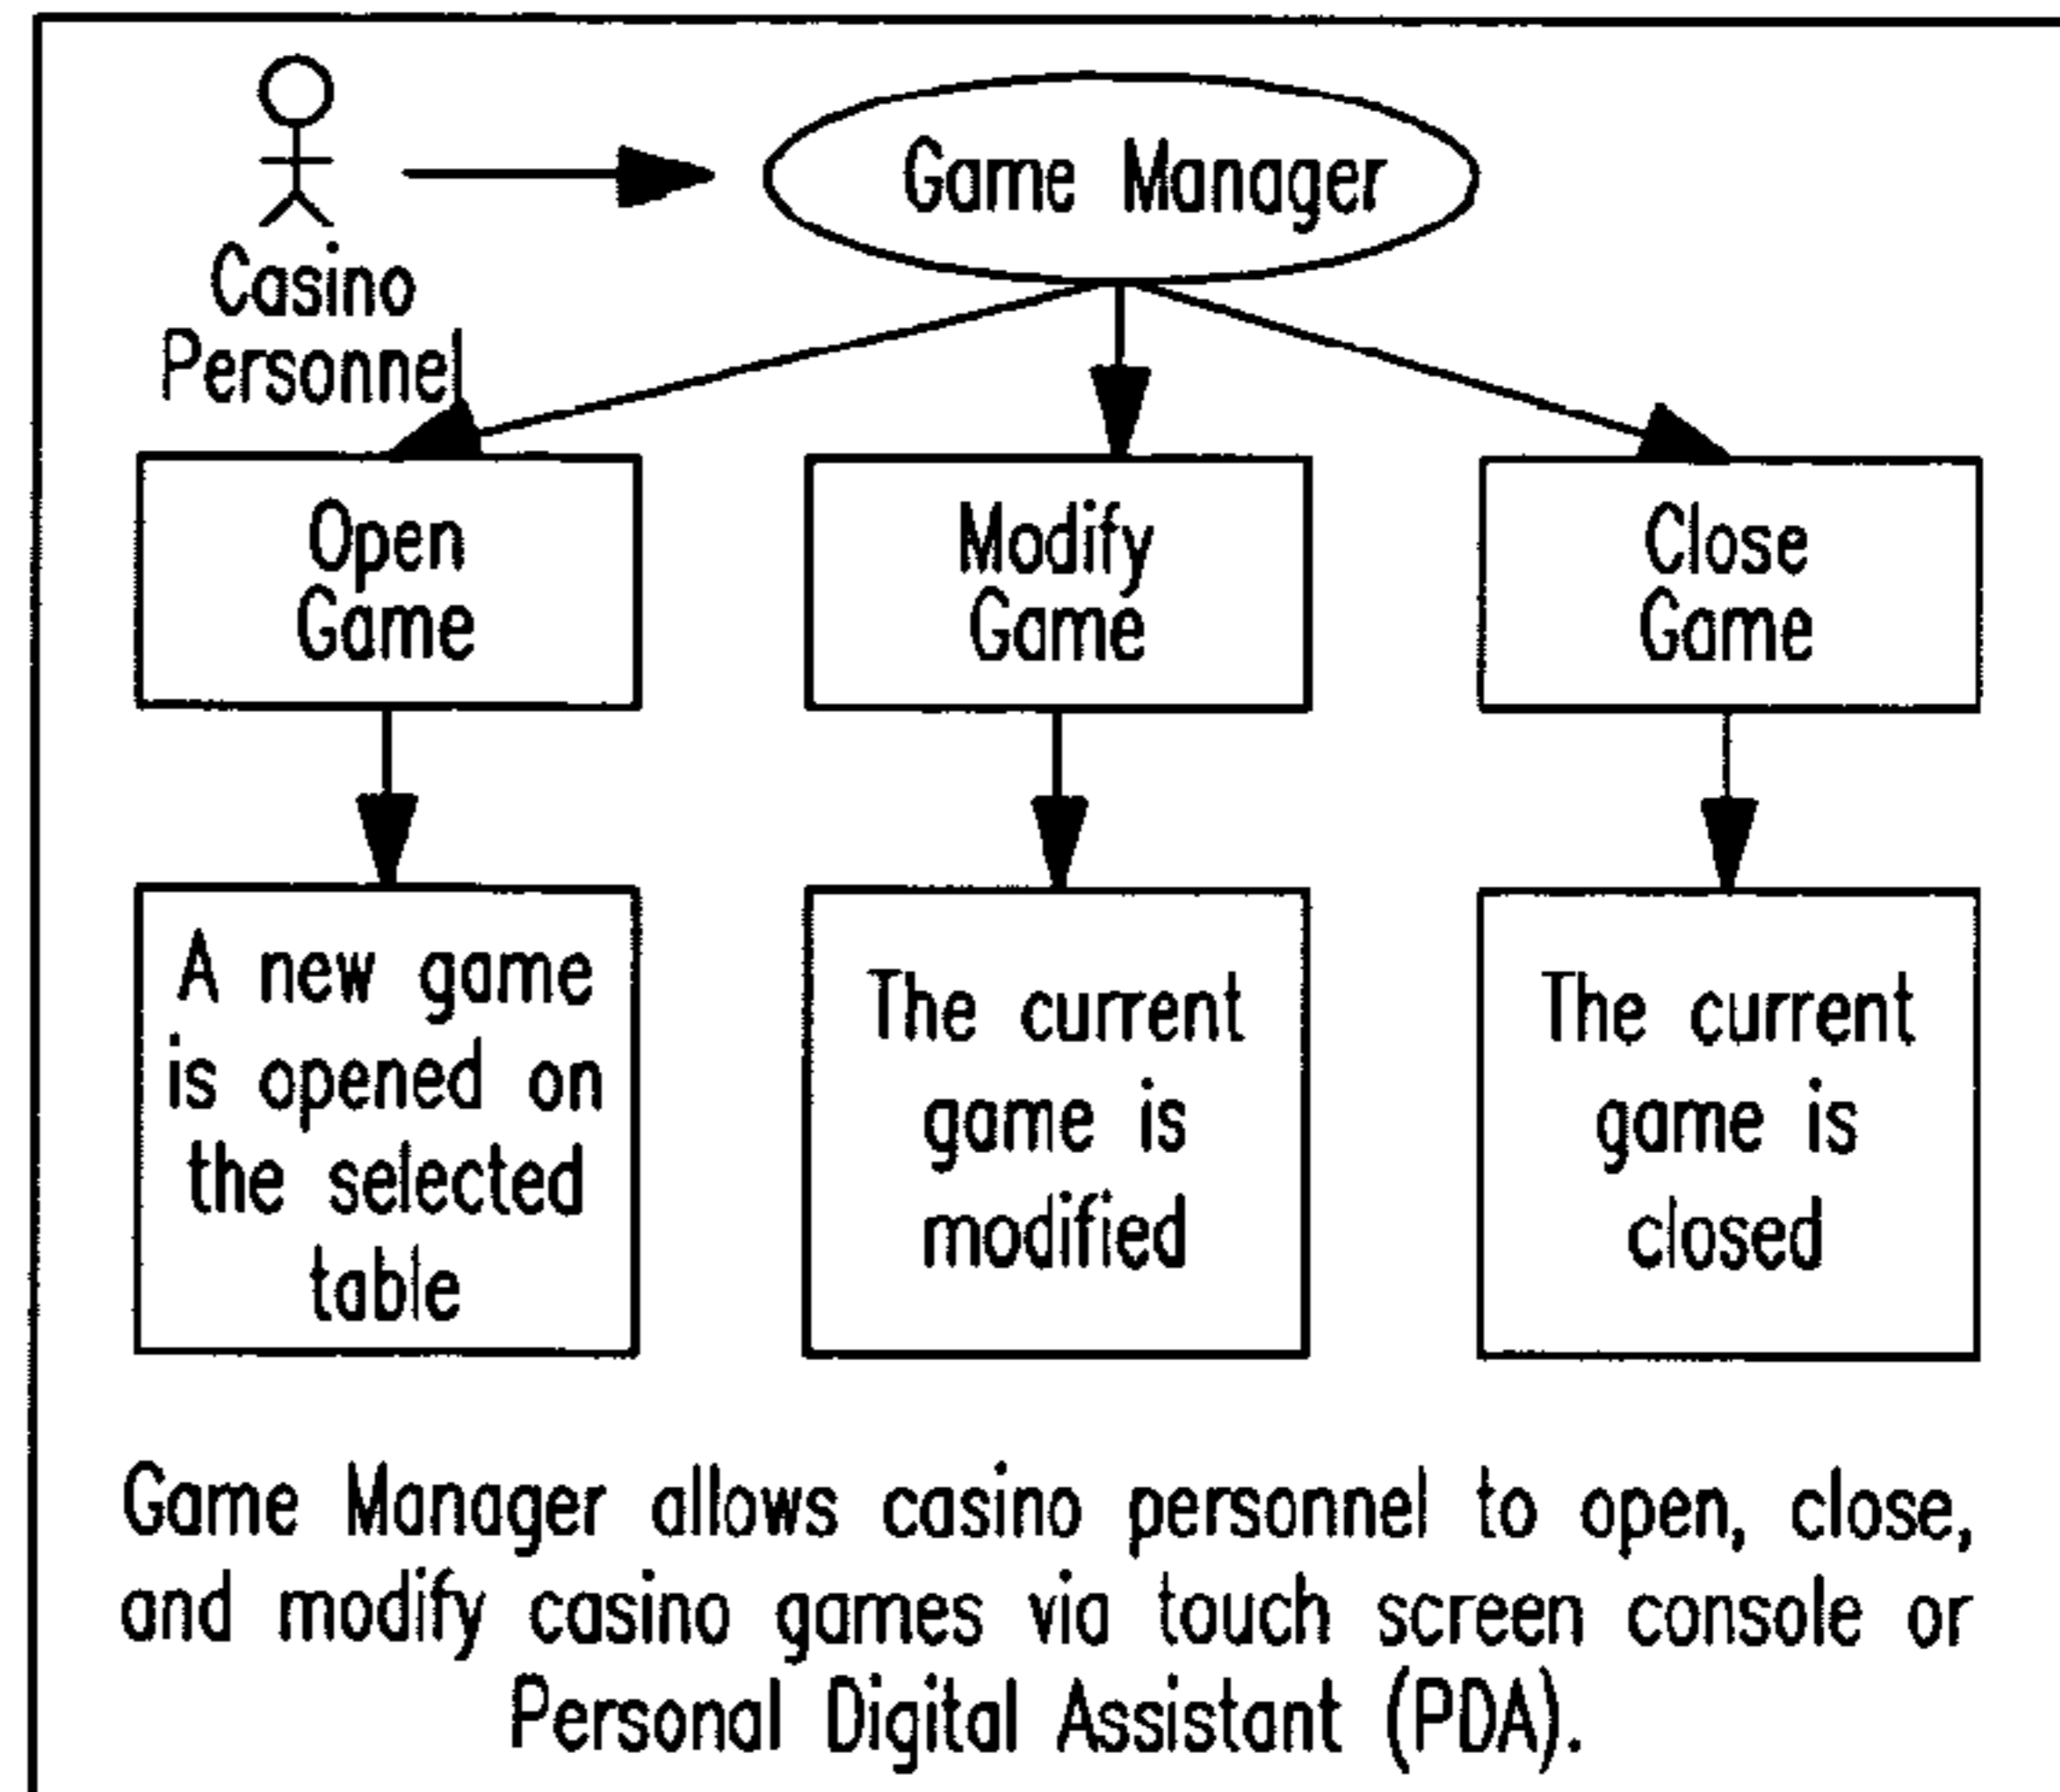 Game Manager
Casino
Personnel
Open
Game
Modify
Game
Close
Game
A new game
is opened on
the selected
table
The current
game is
modified
The current
game is
closed
Game Manager allows casino personnel to open, close,
and modify casino games via touch screen console or
Personal Digital Assistant (PDA).